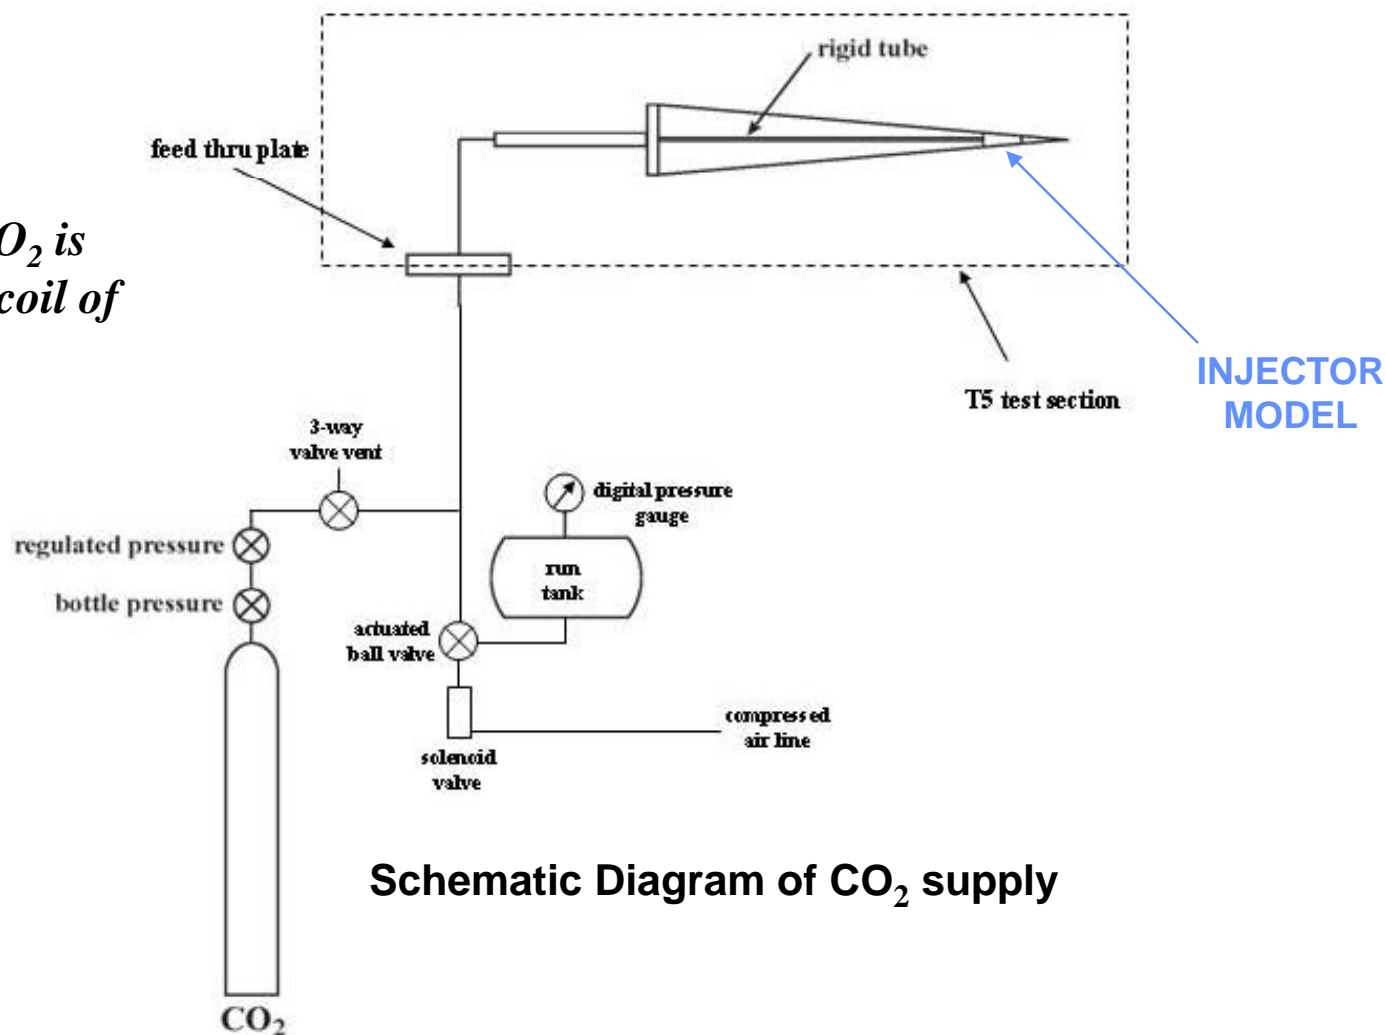 rigid tube
feed thru plate
O₂ is
coil of
INJECTOR
MODEL
T5 test section
3-way
valve vent
digital pressure
gauge
regulated pressure
run
tank
bottle pressure
actuated
ball valve
compressed
air line
solenoid
valve
Schematic Diagram of CO₂ supply
CO₂